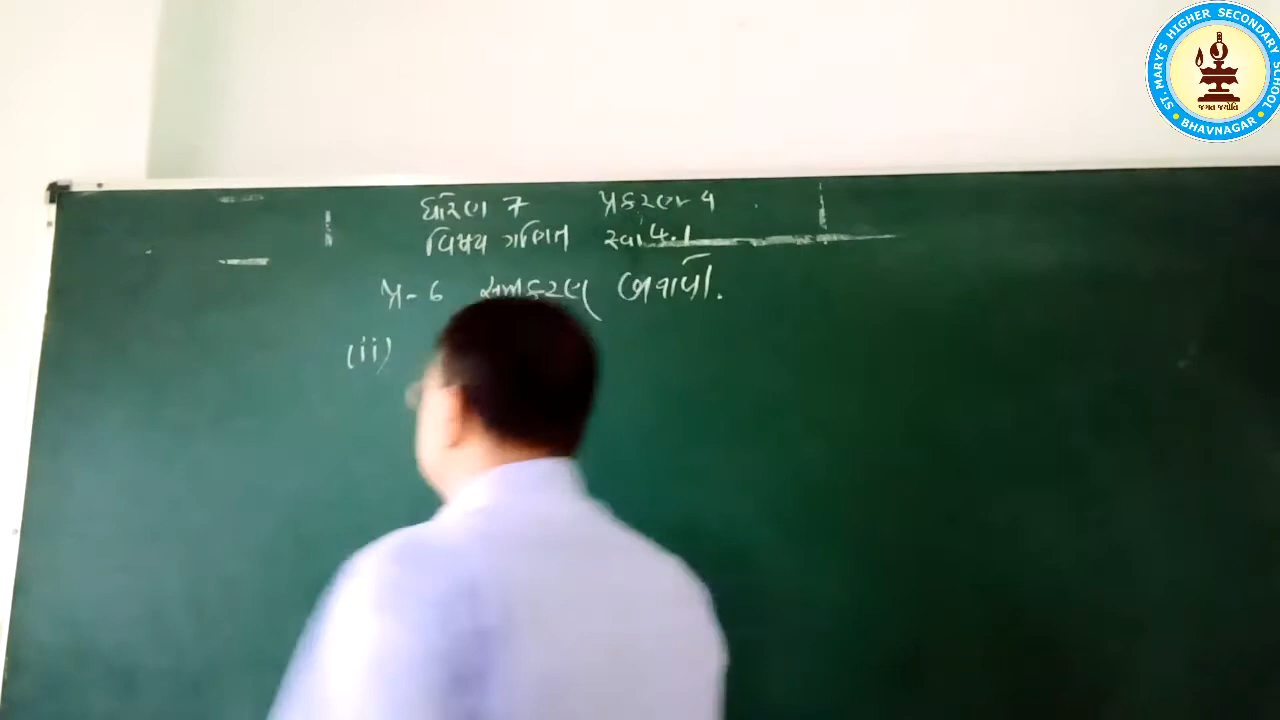 ધોરણ 7 પ્રકરણ 4
વિષય ગણિત સ્વા 4.1
પ્ર- 6 સમીકરણ બનાવો.
(ii)
ST. MARY'S HIGHER SECONDARY SCHOOL
BHAVNAGAR
જગત જ્યોતિ